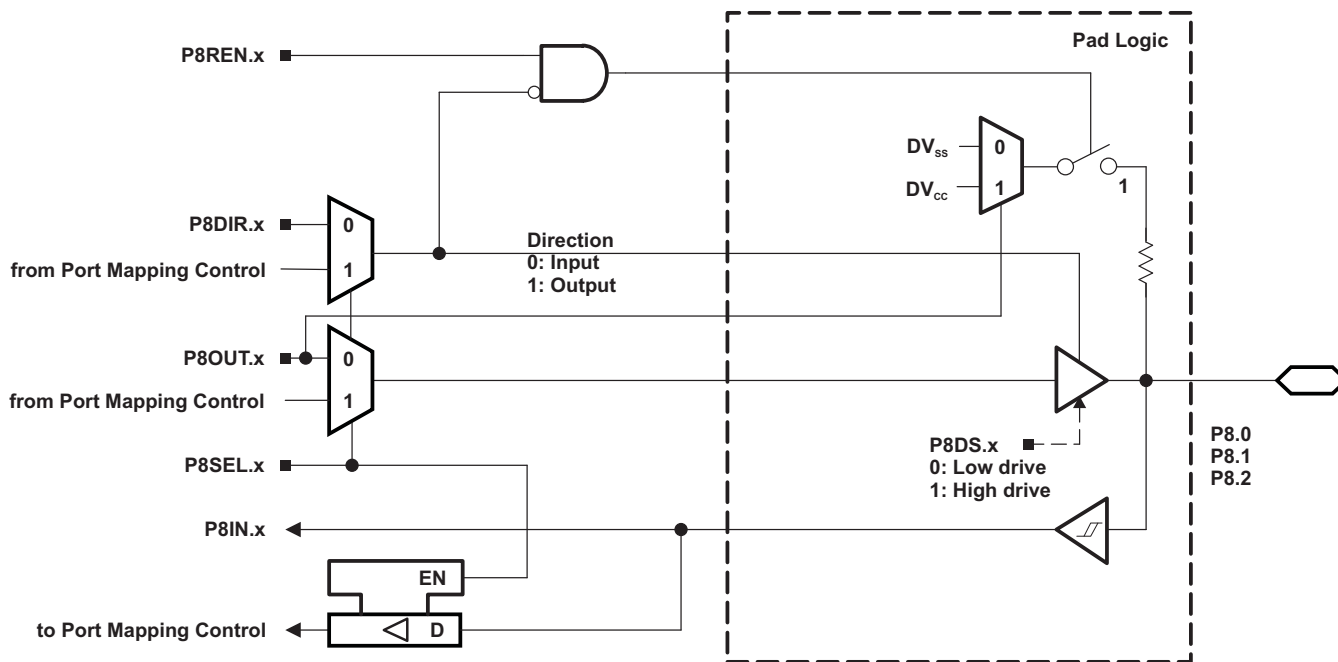 Pad Logic
P8REN.x
DVss
0
DVcc
1
1
P8DIR.x
0
from Port Mapping Control
1
Direction
0: Input
1: Output
P8OUT.x
0
from Port Mapping Control
1
P8DS.x
0: Low drive
1: High drive
P8.0
P8.1
P8.2
P8SEL.x
P8IN.x
EN
to Port Mapping Control
D